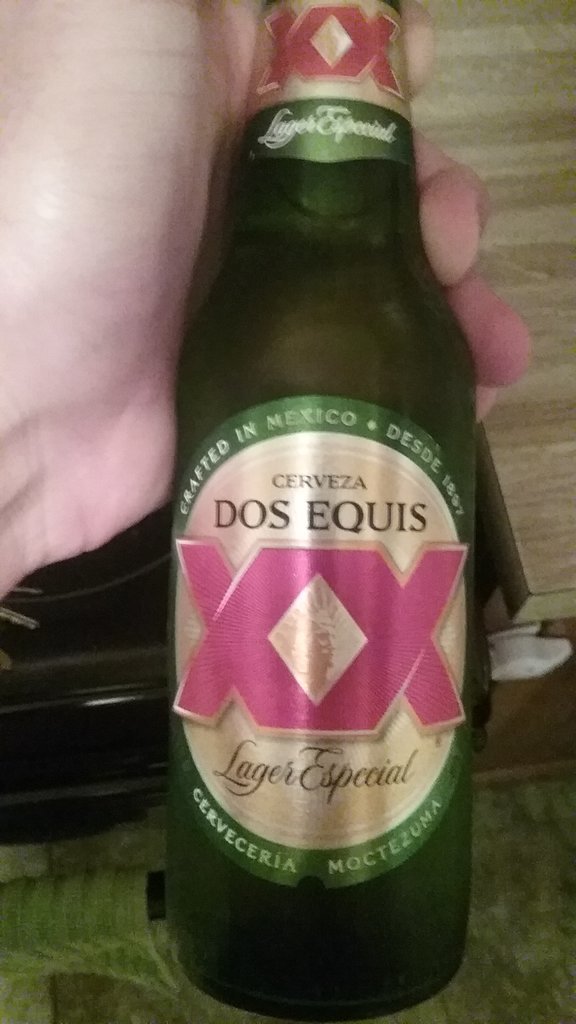 XX
Lager Especial
CRAFTED IN MEXICO • DESDE 1897
CERVEZA
DOS EQUIS
XX
Lager Especial
CERVECERÍA MOCTEZUMA